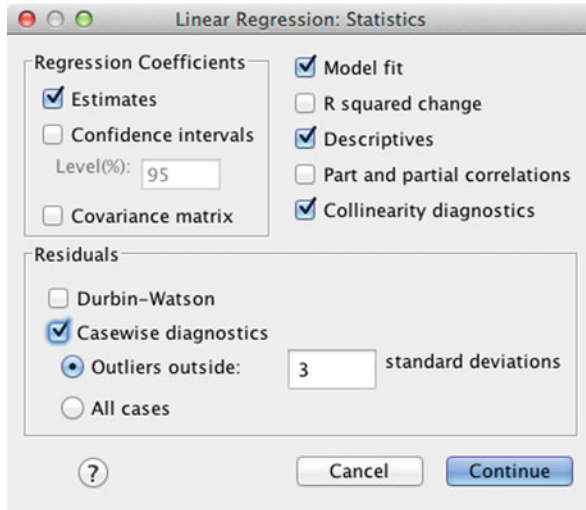 Linear Regression: Statistics
Regression Coefficients
Estimates
Confidence intervals
Level(%): 95
Covariance matrix
Model fit
R squared change
Descriptives
Part and partial correlations
Collinearity diagnostics
Residuals
Durbin-Watson
Casewise diagnostics
Outliers outside: 3 standard deviations
All cases
? Cancel Continue